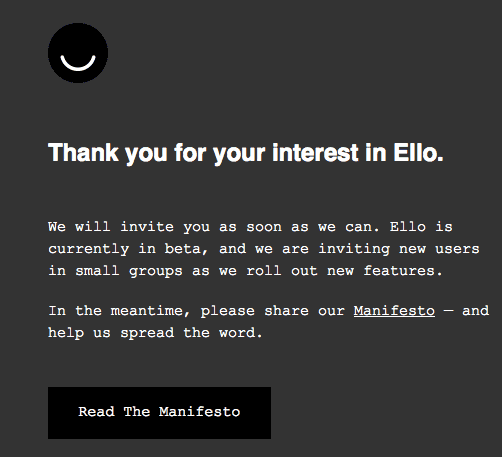 Thank you for your interest in Ello.
We will invite you as soon as we can. Ello is
currently in beta, and we are inviting new users
in small groups as we roll out new features.
In the meantime, please share our Manifesto — and
help us spread the word.
Read The Manifesto